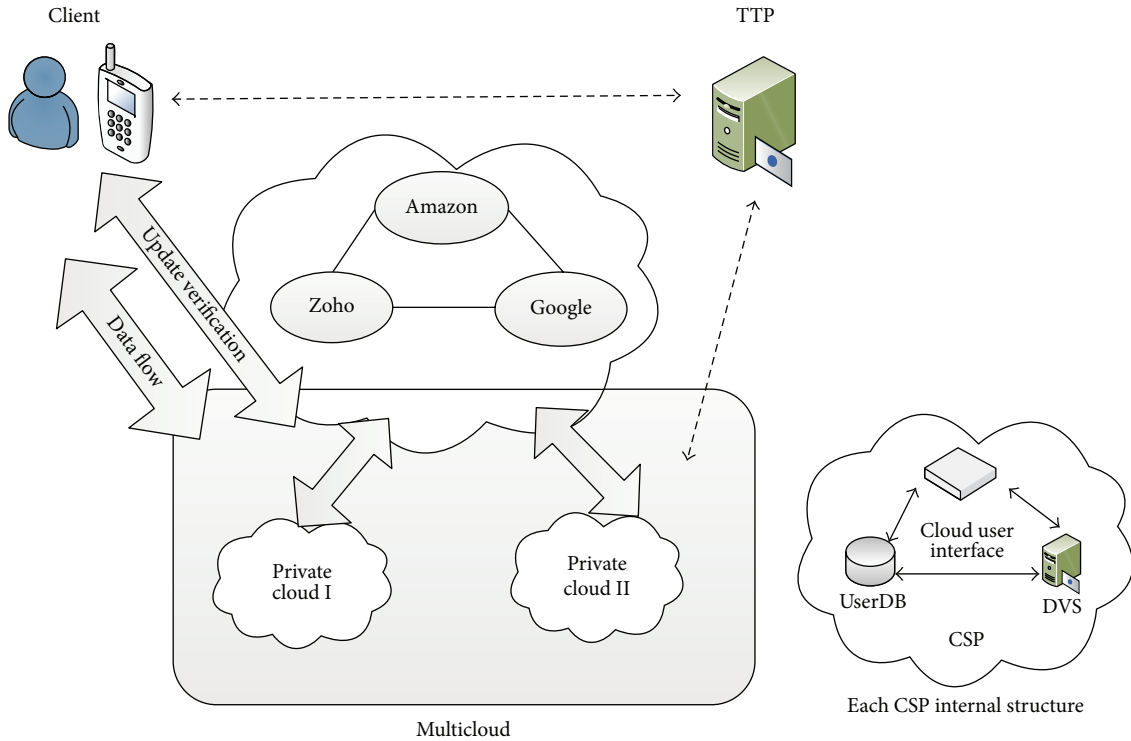 Client
TTP
Amazon
Zoho
Google
Update verification
Data flow
Private
cloud I
Private
cloud II
Multicloud
Cloud user
interface
UserDB
DVS
CSP
Each CSP internal structure